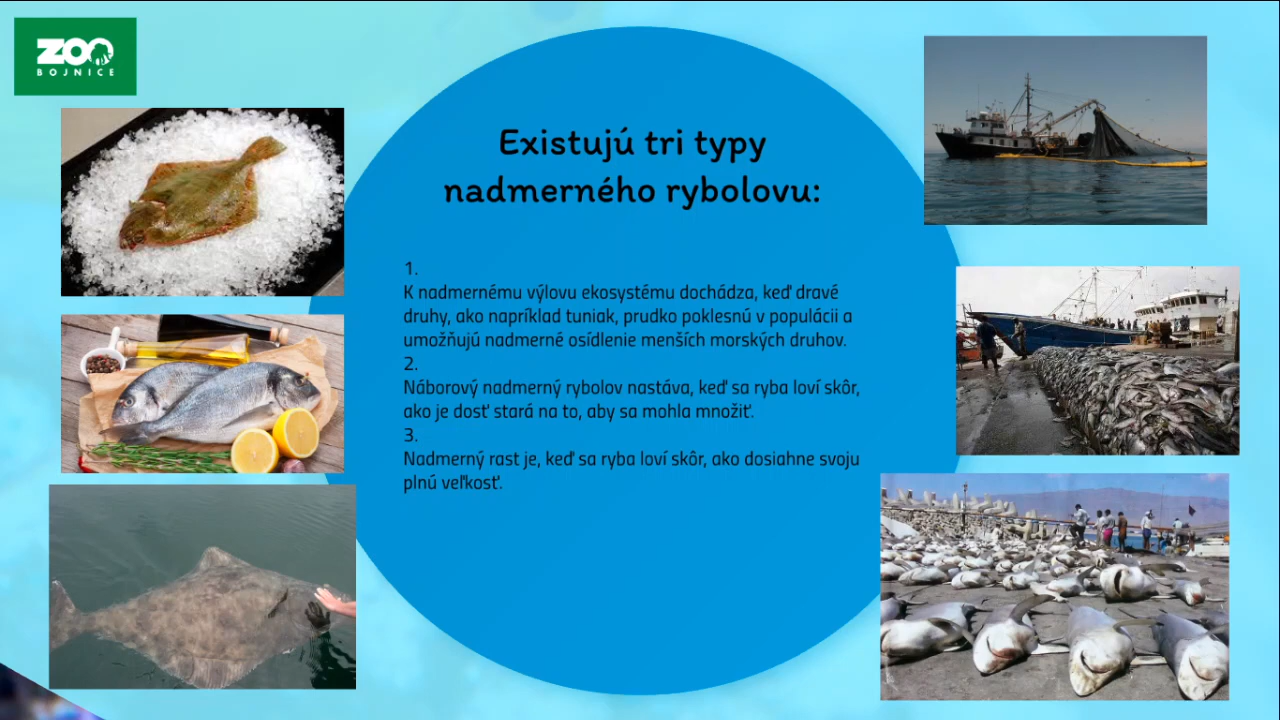 ZOO
BOJNICE
Existujú tri typy
nadmerného rybolovu:
1.
K nadmernému výlovu ekosystému dochádza, keď dravé
druhy, ako napríklad tuniak, prudko poklesnú v populácii a
umožňujú nadmerné osídlenie menších morských druhov.
2.
Náborový nadmerný rybolov nastáva, keď sa ryba loví skôr,
ako je dosť stará na to, aby sa mohla množiť.
3.
Nadmerný rast je, keď sa ryba loví skôr, ako dosiahne svoju
plnú veľkosť.